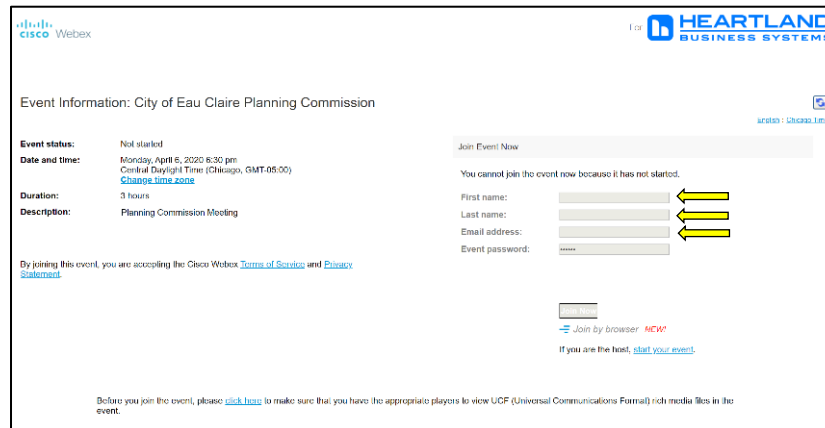 CISCO Webex
For
HEARTLAND
BUSINESS SYSTEMS
Event Information: City of Eau Claire Planning Commission
English : Chicago Time
Event status: Not started
Date and time: Monday, April 6, 2020 6:30 pm
Central Daylight Time (Chicago, GMT-05:00)
Change time zone
Duration: 3 hours
Description: Planning Commission Meeting
By joining this event, you are accepting the Cisco Webex Terms of Service and Privacy
Statement.
Join Event Now
You cannot join the event now because it has not started.
First name:
Last name:
Email address:
Event password: ••••••
Join Now
Join by browser NEW!
If you are the host, start your event.
Before you join the event, please click here to make sure that you have the appropriate players to view UCF (Universal Communications Format) rich media files in the
event.